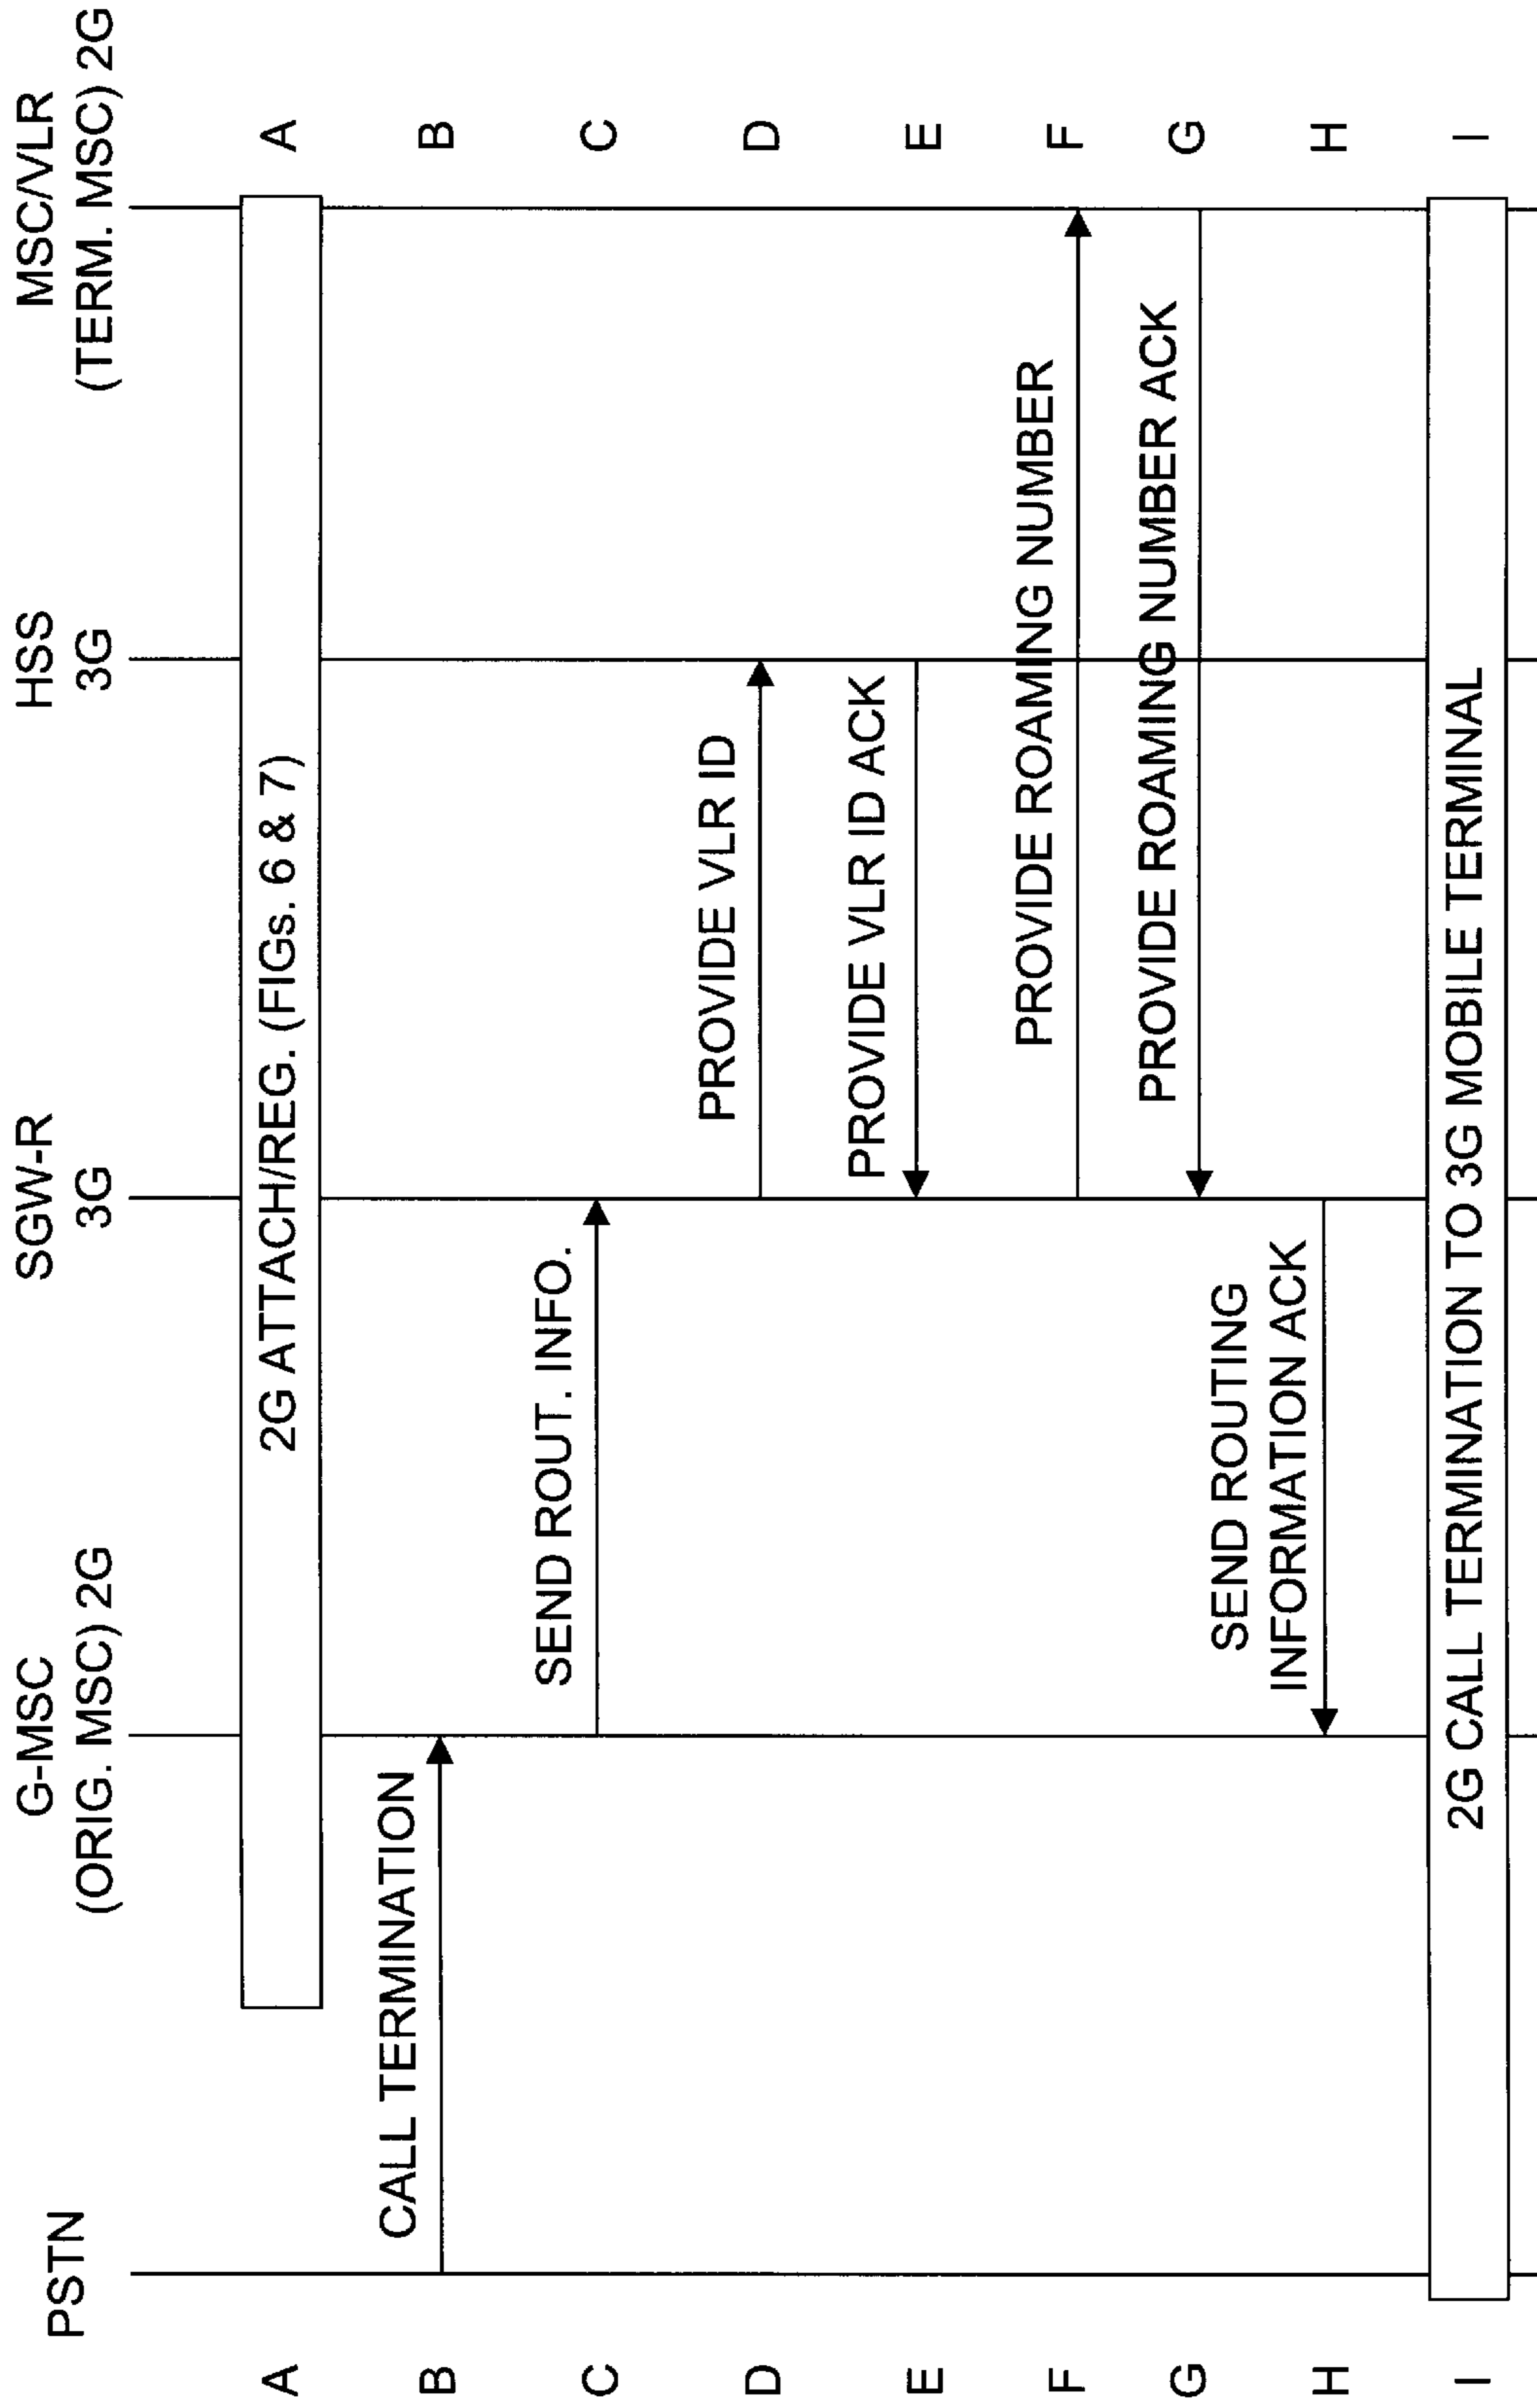 PSTN
G-MSC
(ORIG. MSC) 2G
SGW-R
3G
HSS
3G
MSC/VLR
(TERM. MSC) 2G
A
2G ATTACH/REG. (FIGs. 6 & 7)
A
B
CALL TERMINATION
B
C
SEND ROUT. INFO.
C
D
PROVIDE VLR ID
D
E
PROVIDE VLR ID ACK
E
F
PROVIDE ROAMING NUMBER
F
G
PROVIDE ROAMING NUMBER ACK
G
H
SEND ROUTING
INFORMATION ACK
H
I
2G CALL TERMINATION TO 3G MOBILE TERMINAL
I